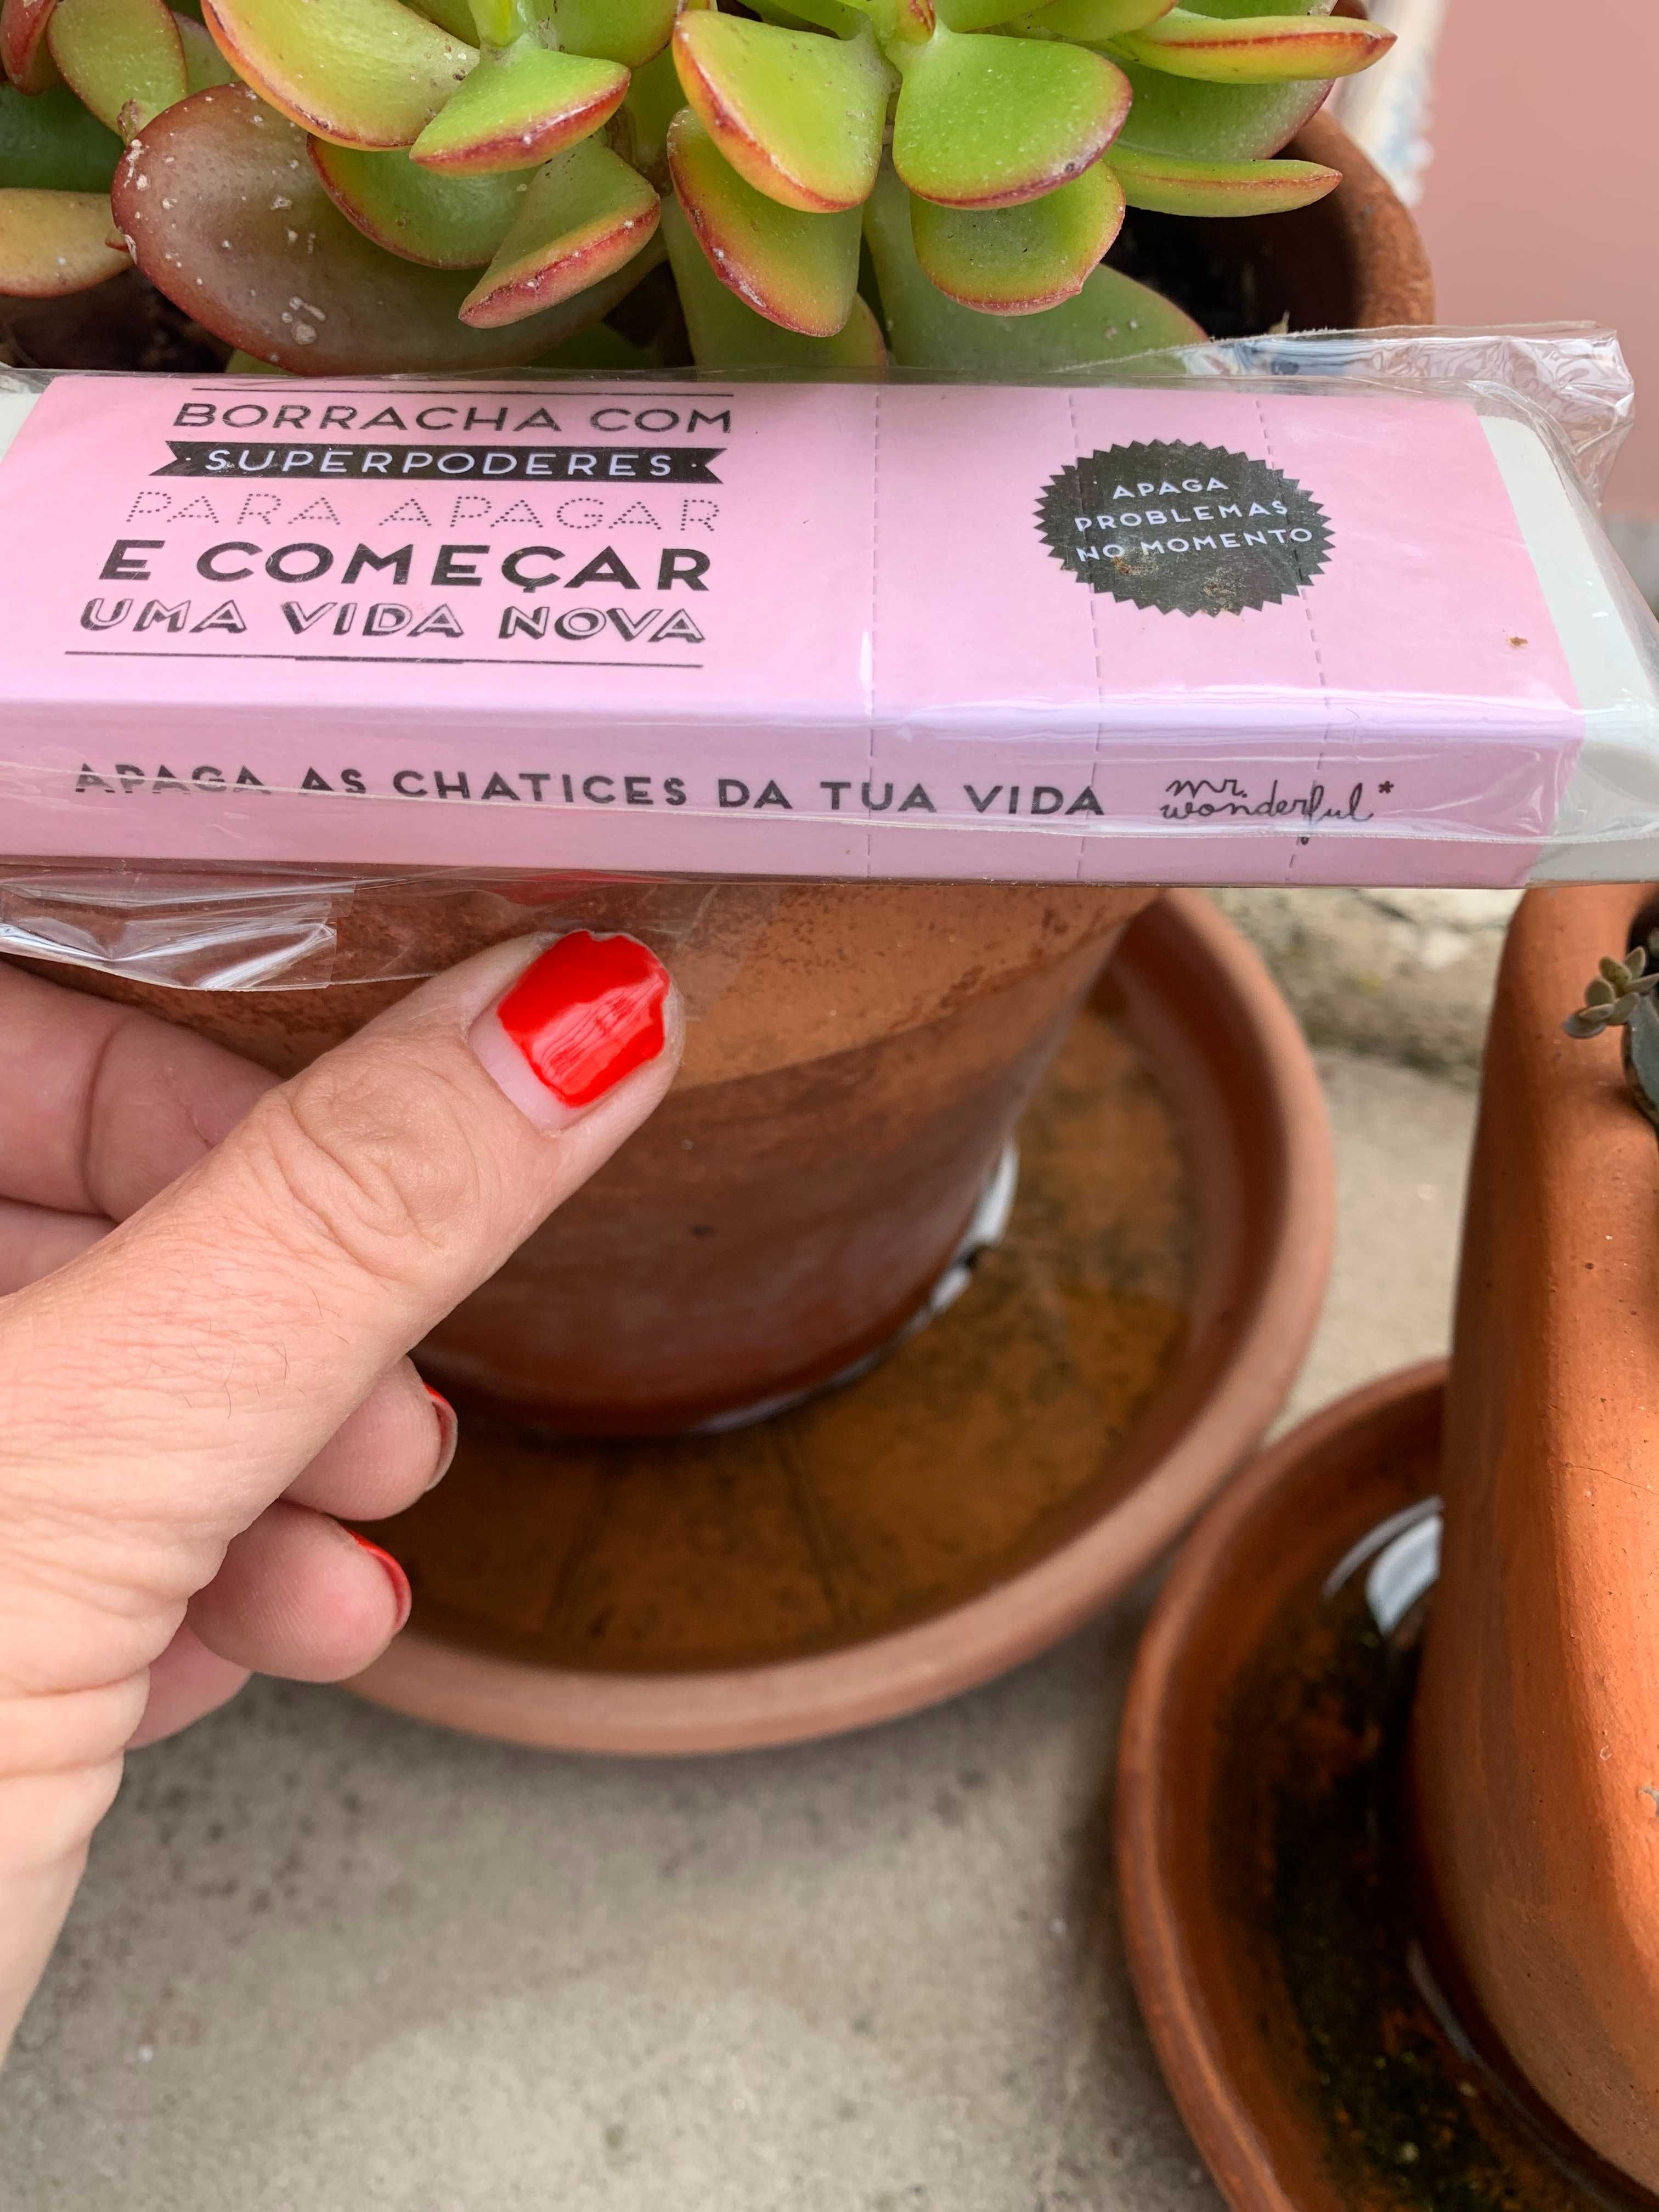 BORRACHA COM
SUPERPODERES
PARA APAGAR
E COMEÇAR
UMA VIDA NOVA
APAGA
PROBLEMAS
NO MOMENTO
APAGA AS CHATICES DA TUA VIDA
mr.
wonderful*